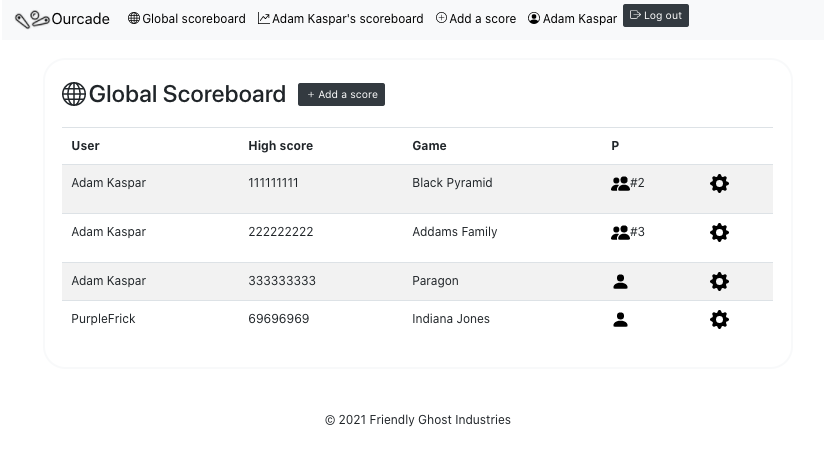 Ourcade Global scoreboard Adam Kaspar's scoreboard Add a score Adam Kaspar Log out
Global Scoreboard + Add a score
User High score Game P
Adam Kaspar 111111111 Black Pyramid #2
Adam Kaspar 222222222 Addams Family #3
Adam Kaspar 333333333 Paragon
PurpleFrick 69696969 Indiana Jones
© 2021 Friendly Ghost Industries